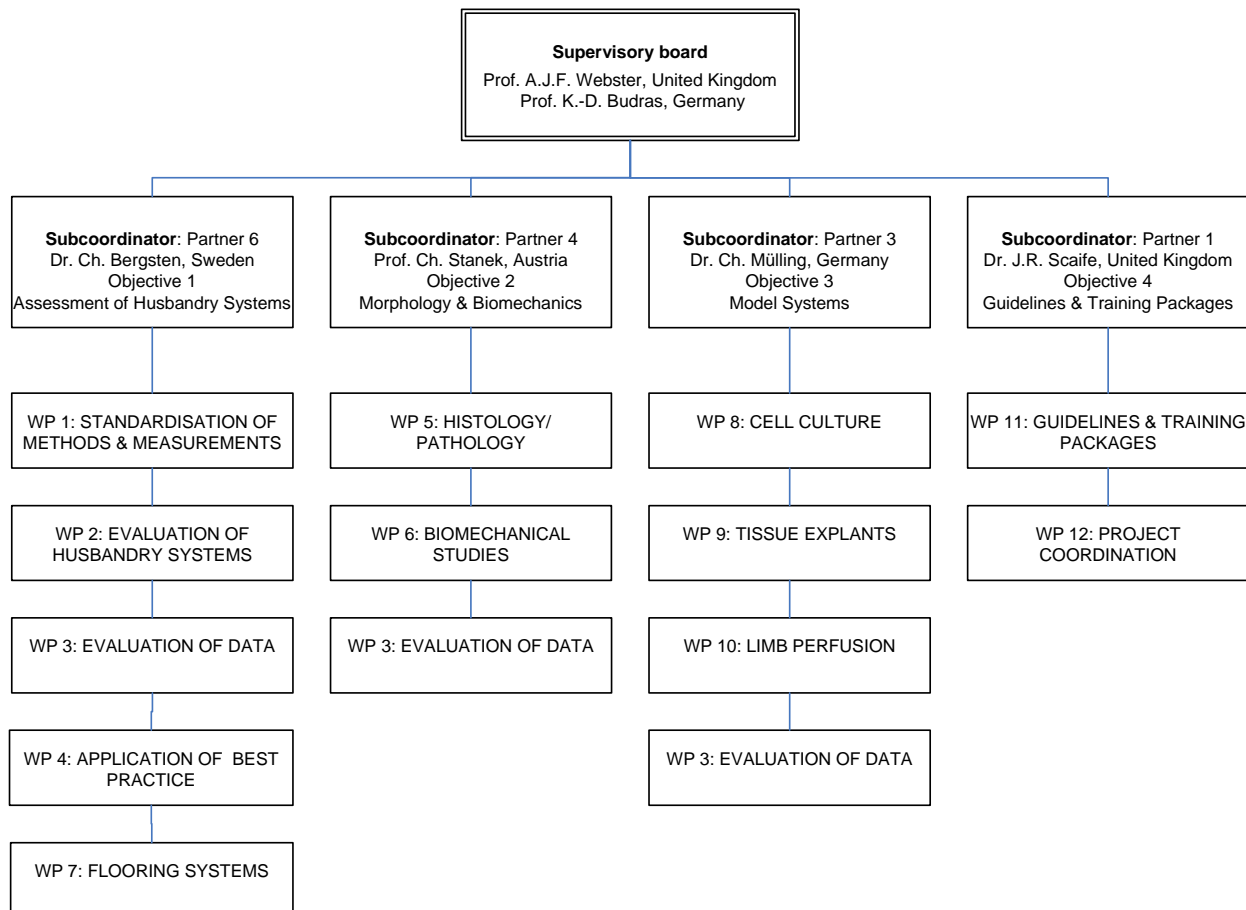 Supervisory board
Prof. A.J.F. Webster, United Kingdom
Prof. K.-D. Budras, Germany
Subcoordinator: Partner 6
Dr. Ch. Bergsten, Sweden
Objective 1
Assessment of Husbandry Systems
Subcoordinator: Partner 4
Prof. Ch. Stanek, Austria
Objective 2
Morphology & Biomechanics
Subcoordinator: Partner 3
Dr. Ch. Mülling, Germany
Objective 3
Model Systems
Subcoordinator: Partner 1
Dr. J.R. Scaife, United Kingdom
Objective 4
Guidelines & Training Packages
WP 1: STANDARDISATION OF
METHODS & MEASUREMENTS
WP 5: HISTOLOGY/
PATHOLOGY
WP 8: CELL CULTURE
WP 11: GUIDELINES & TRAINING
PACKAGES
WP 2: EVALUATION OF
HUSBANDRY SYSTEMS
WP 6: BIOMECHANICAL
STUDIES
WP 9: TISSUE EXPLANTS
WP 12: PROJECT
COORDINATION
WP 3: EVALUATION OF DATA
WP 3: EVALUATION OF DATA
WP 10: LIMB PERFUSION
WP 4: APPLICATION OF  BEST
PRACTICE
WP 3: EVALUATION OF DATA
WP 7: FLOORING SYSTEMS